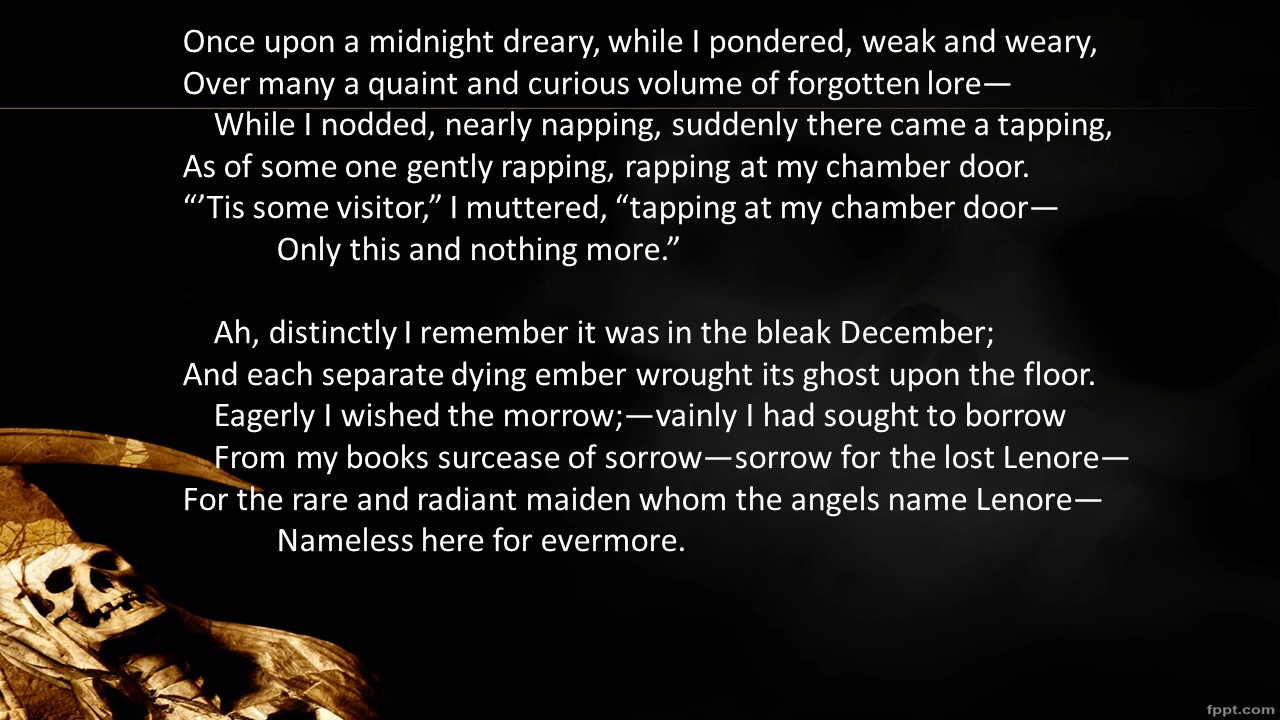 Once upon a midnight dreary, while I pondered, weak and weary,
Over many a quaint and curious volume of forgotten lore—
While I nodded, nearly napping, suddenly there came a tapping,
As of some one gently rapping, rapping at my chamber door.
“’Tis some visitor,” I muttered, “tapping at my chamber door—
Only this and nothing more.”

Ah, distinctly I remember it was in the bleak December;
And each separate dying ember wrought its ghost upon the floor.
Eagerly I wished the morrow;—vainly I had sought to borrow
From my books surcease of sorrow—sorrow for the lost Lenore—
For the rare and radiant maiden whom the angels name Lenore—
Nameless here for evermore.
fppt.com